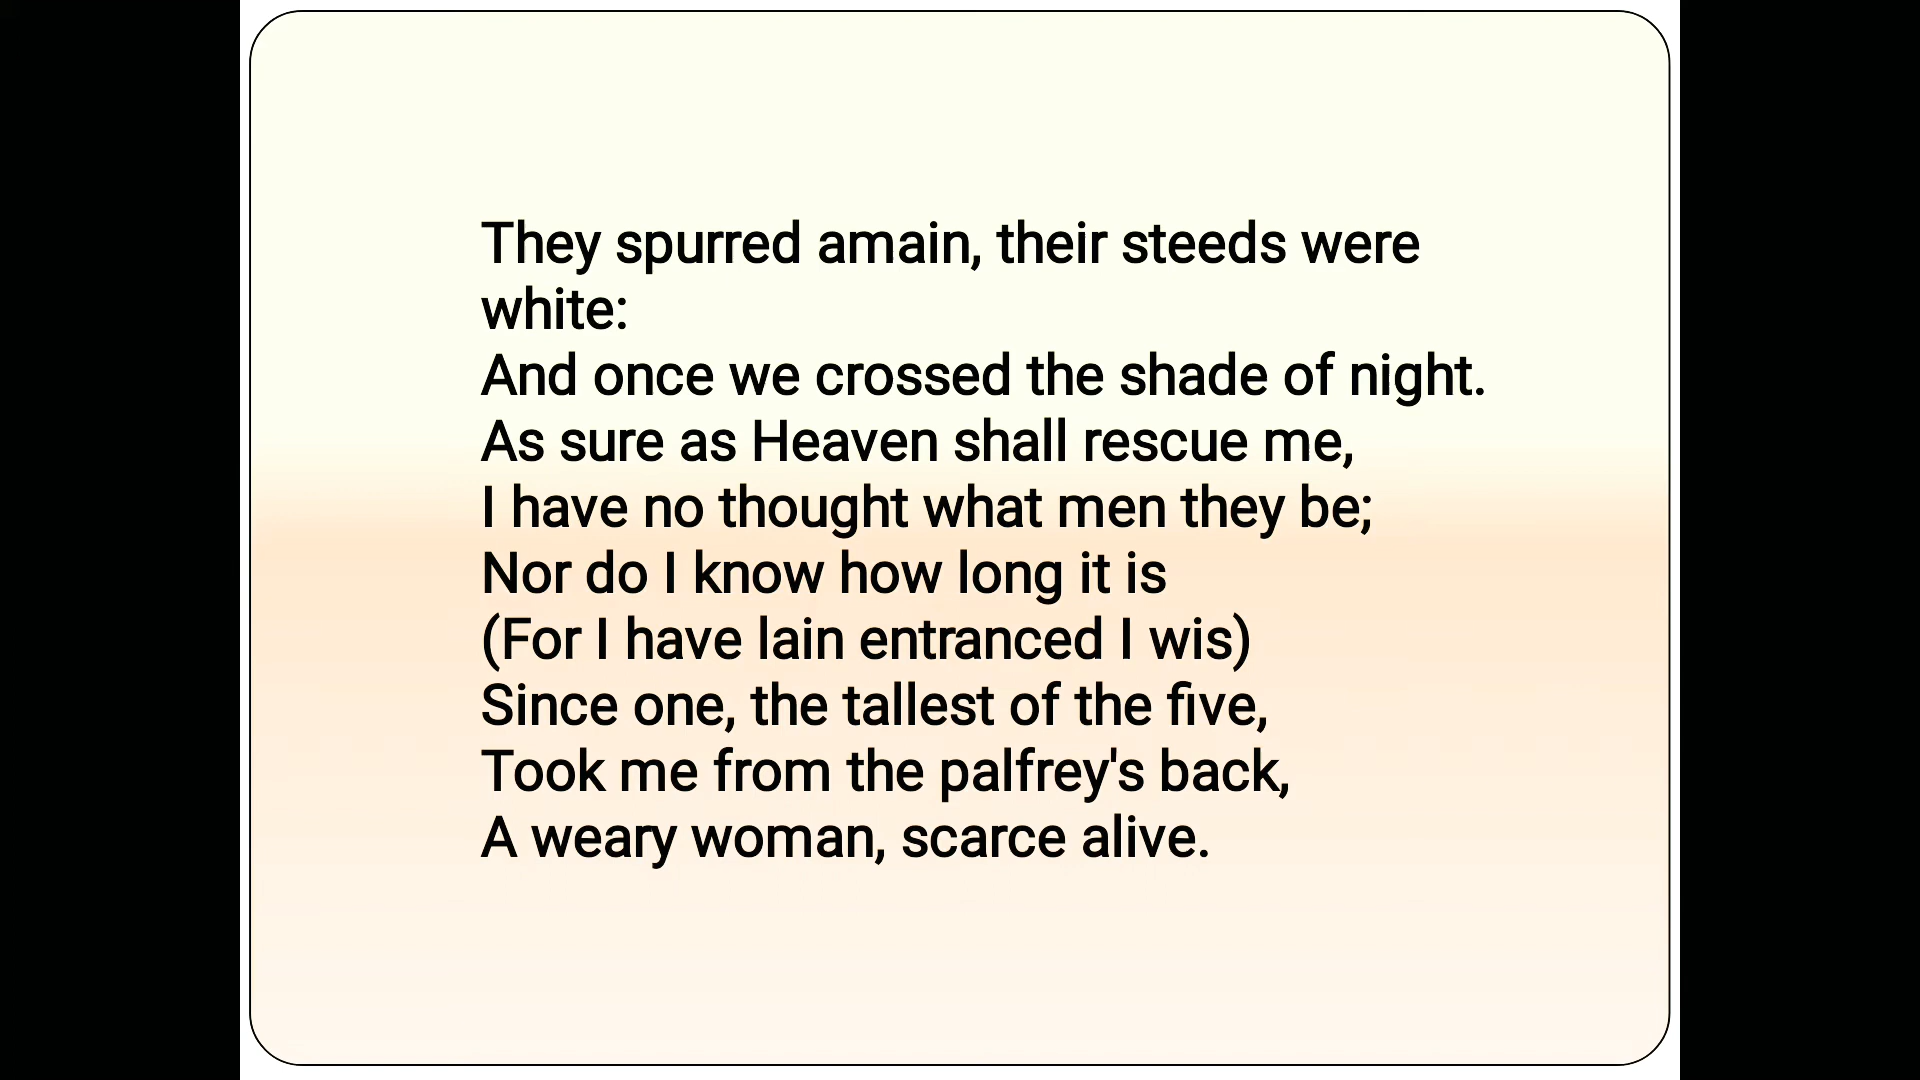 They spurred amain, their steeds were
white:
And once we crossed the shade of night.
As sure as Heaven shall rescue me,
I have no thought what men they be;
Nor do I know how long it is
(For I have lain entranced I wis)
Since one, the tallest of the five,
Took me from the palfrey's back,
A weary woman, scarce alive.